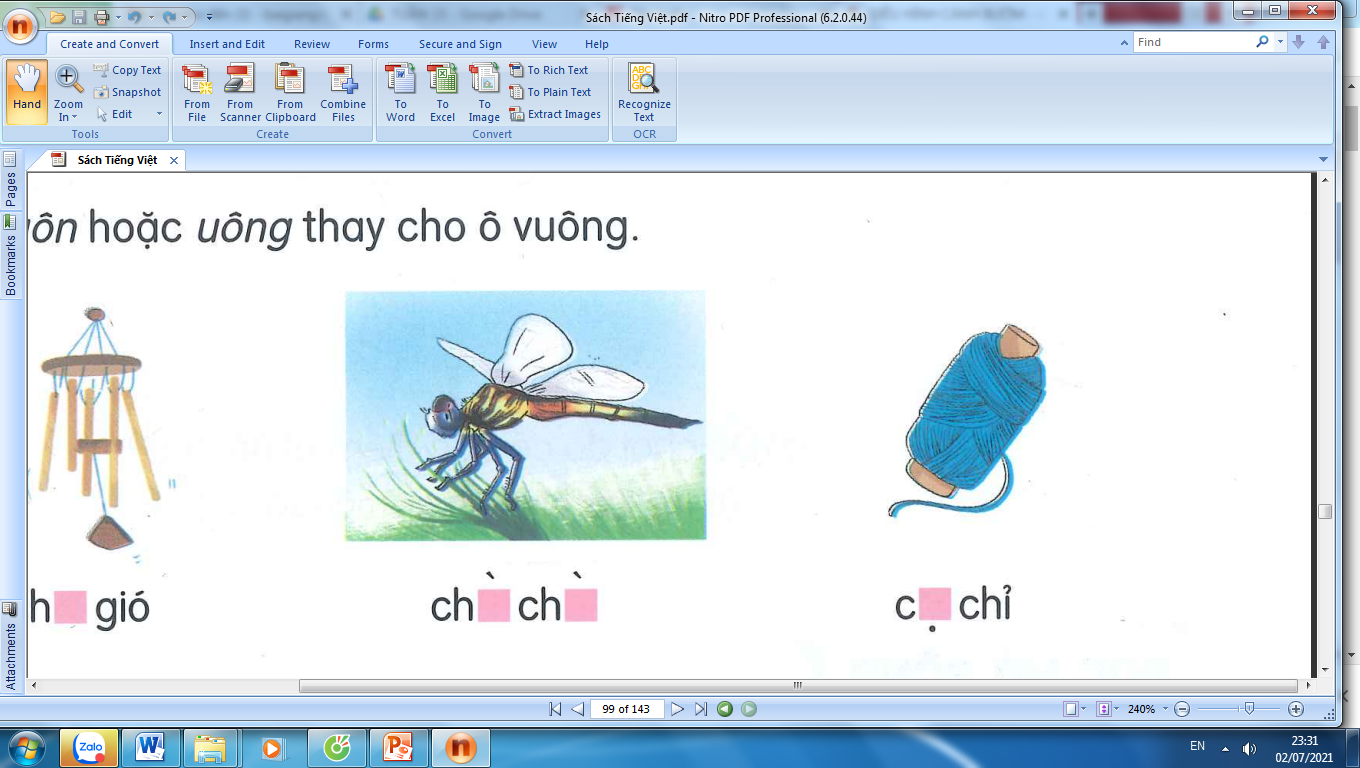 Sách Tiếng Việt.pdf - Nitro PDF Professional (6.2.0.44)
Create and Convert Insert and Edit Review Forms Secure and Sign View Help Find
Hand Zoom In Copy Text Snapshot Edit From File From Scanner From Clipboard Combine Files To Word To Excel To Image To Rich Text To Plain Text Extract Images Recognize Text
Tools Create Convert OCR
Sách Tiếng Việt
Pages
Bookmarks
Attachments
uôn hoặc uông thay cho ô vuông.
h gió ch̀ ch̀ c̣ chỉ
99 of 143 240%
Zalo EN 23:31
02/07/2021